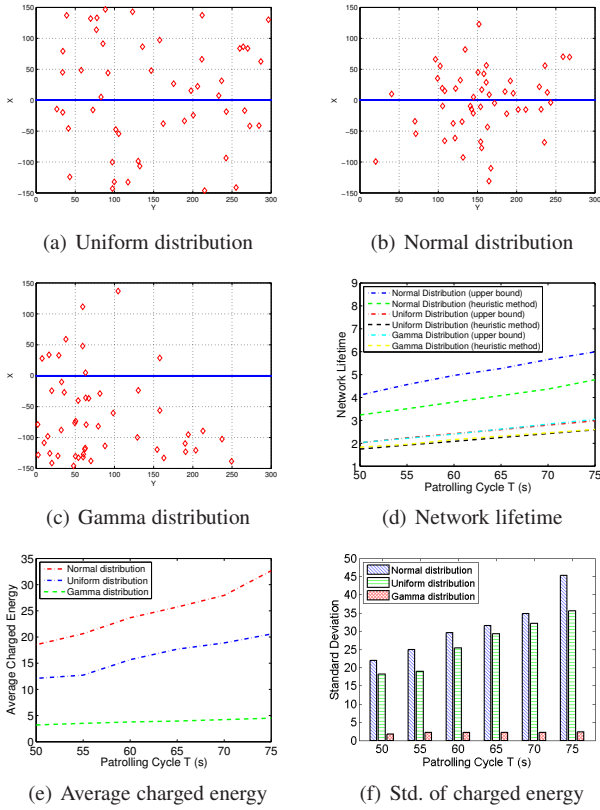 150
100
50
0
−50
−100
−150
X
0 50 100 150 200 250 300
Y
(a) Uniform distribution
150
100
50
0
−50
−100
−150
X
0 50 100 150 200 250 300
Y
(b) Normal distribution
150
100
50
0
−50
−100
−150
X
0 50 100 150 200 250 300
Y
(c) Gamma distribution
9
8
7
6
5
4
3
2
1
Network Lifetime
Normal Distribution (upper bound)
Normal Distribution (heuristic method)
Uniform Distribution (upper bound)
Uniform Distribution (heuristic method)
Gamma Distribution (upper bound)
Gamma Distribution (heuristic method)
50 55 60 65 70 75
Patrolling Cycle T (s)
(d) Network lifetime
35
30
25
20
15
10
5
0
Average Charged Energy
Normal distribution
Uniform distribution
Gamma distribution
50 55 60 65 70 75
Patrolling Cycle T (s)
(e) Average charged energy
50
45
40
35
30
25
20
15
10
5
0
Standard Deviation
Normal distribution
Uniform distribution
Gamma distribution
50 55 60 65 70 75
Patrolling Cycle T (s)
(f) Std. of charged energy